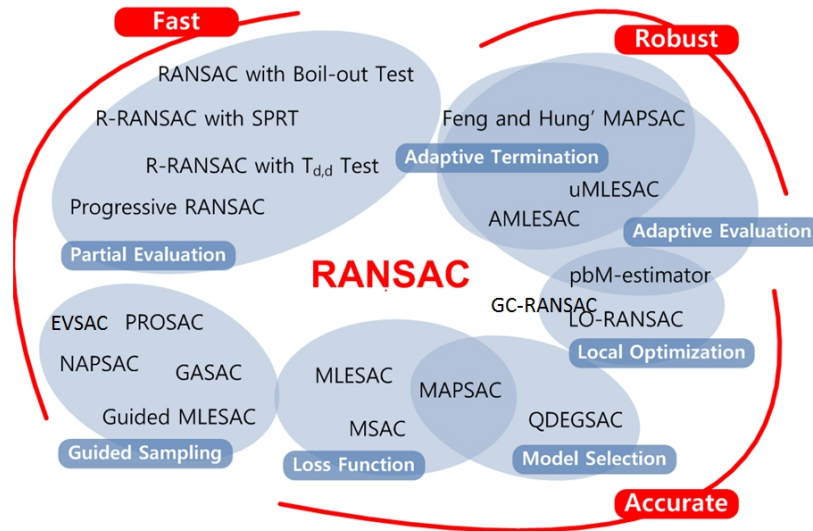 Fast
Robust
RANSAC with Boil-out Test
R-RANSAC with SPRT
Feng and Hung' MAPSAC
R-RANSAC with Td,d Test
Adaptive Termination
uMLESAC
Progressive RANSAC
AMLESAC
Adaptive Evaluation
Partial Evaluation
RANSAC
pbM-estimator
GC-RANSAC
LO-RANSAC
EVSAC PROSAC
Local Optimization
NAPSAC
GASAC
MLESAC
MAPSAC
Guided MLESAC
MSAC
QDEGSAC
Guided Sampling
Loss Function
Model Selection
Accurate